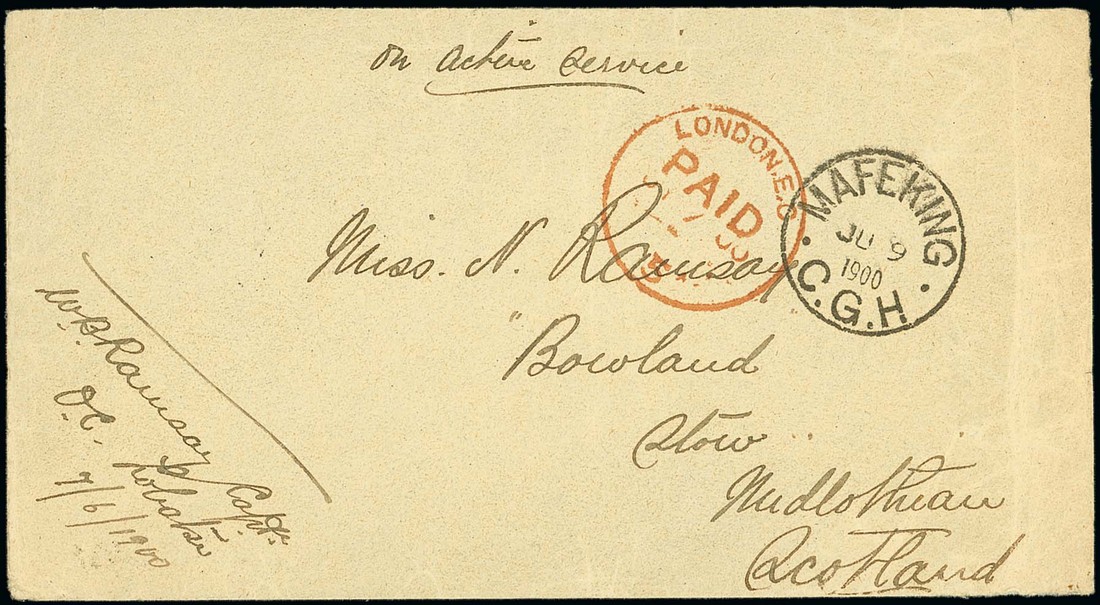 on active service
LONDON.E.C
PAID
MAFEKING
JU 9
1900
C.G.H.
Miss. N. Ramsay
"Bowland
Stow
Midlothian
Scotland
W.B. Ramsay Capt.
O.C. Lobatsi
7/6/1900